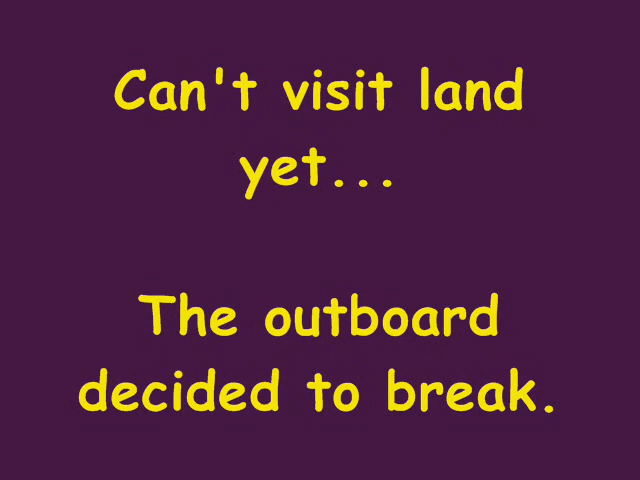 Can't visit land
yet...
The outboard
decided to break.